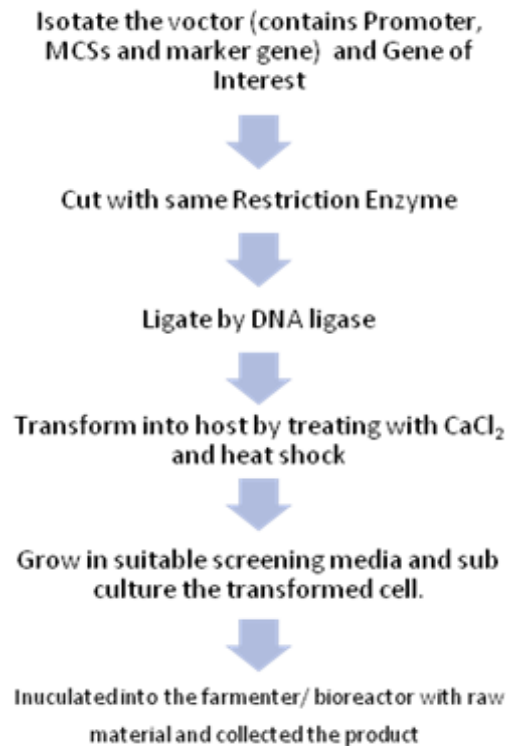 Istotate the voctor (contains Promoter,
MCSs and marker gene) and Gene of
Interest
Cut with same Restriction Enzyme
Ligate by DNA ligase
Transform into host by treating with CaCl₂
and heat shock
Grow in suitable screening media and sub
culture the transformed cell.
Inuculated into the farmenter/ bioreactor with raw
material and collected the product